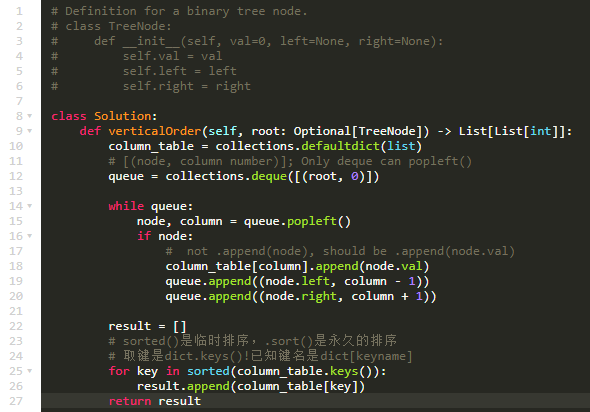 1 # Definition for a binary tree node.
2 # class TreeNode:
3 #     def __init__(self, val=0, left=None, right=None):
4 #         self.val = val
5 #         self.left = left
6 #         self.right = right
7
8 class Solution:
9     def verticalOrder(self, root: Optional[TreeNode]) -> List[List[int]]:
10         column_table = collections.defaultdict(list)
11         # [(node, column number)]; Only deque can popleft()
12         queue = collections.deque([(root, 0)])
13
14         while queue:
15             node, column = queue.popleft()
16             if node:
17                 #  not .append(node), should be .append(node.val)
18                 column_table[column].append(node.val)
19                 queue.append((node.left, column - 1))
20                 queue.append((node.right, column + 1))
21
22         result = []
23         # sorted()是临时排序，.sort()是永久的排序
24         # 取键是dict.keys()!已知键名是dict[keyname]
25         for key in sorted(column_table.keys()):
26             result.append(column_table[key])
27         return result